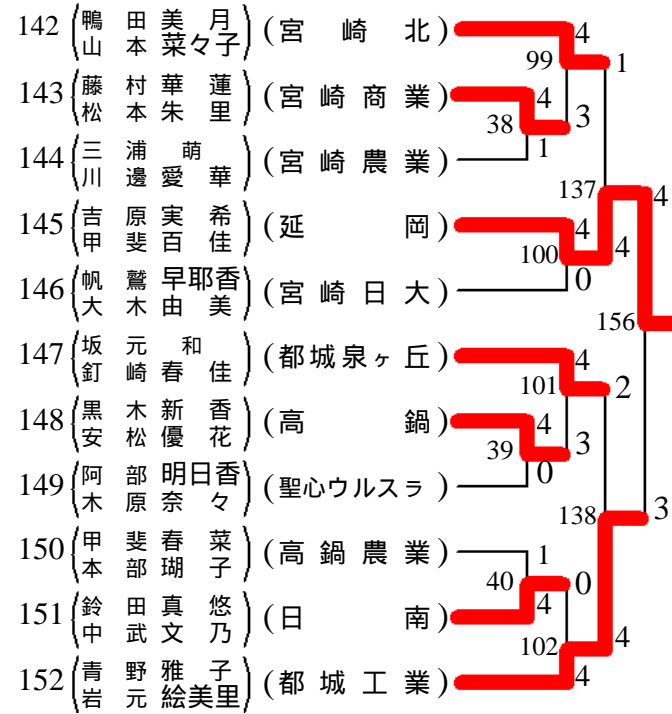 142 (鴨田美月 山本菜々子) (宮崎北) 4
99 1
143 (藤村華蓮 松本朱里) (宮崎商業) 4 3
38 1
144 (三浦萌 川邊愛華) (宮崎農業)
137 4
145 (吉原実希 甲斐百佳) (延岡) 4 4
100 0
146 (帆鷲早耶香 大木由美) (宮崎日大)
156
147 (坂元和 釘崎春佳) (都城泉ヶ丘) 4
101 2
148 (黒木新香 安松優花) (高鍋) 4 3
39 0
149 (阿部明日香 木原奈々) (聖心ウルスラ)
138 3
150 (甲斐春菜 本部瑚子) (高鍋農業) 1
40 0
151 (鈴田真悠 中武文乃) (日南) 4
102 4
152 (青野雅子 岩元絵美里) (都城工業) 4